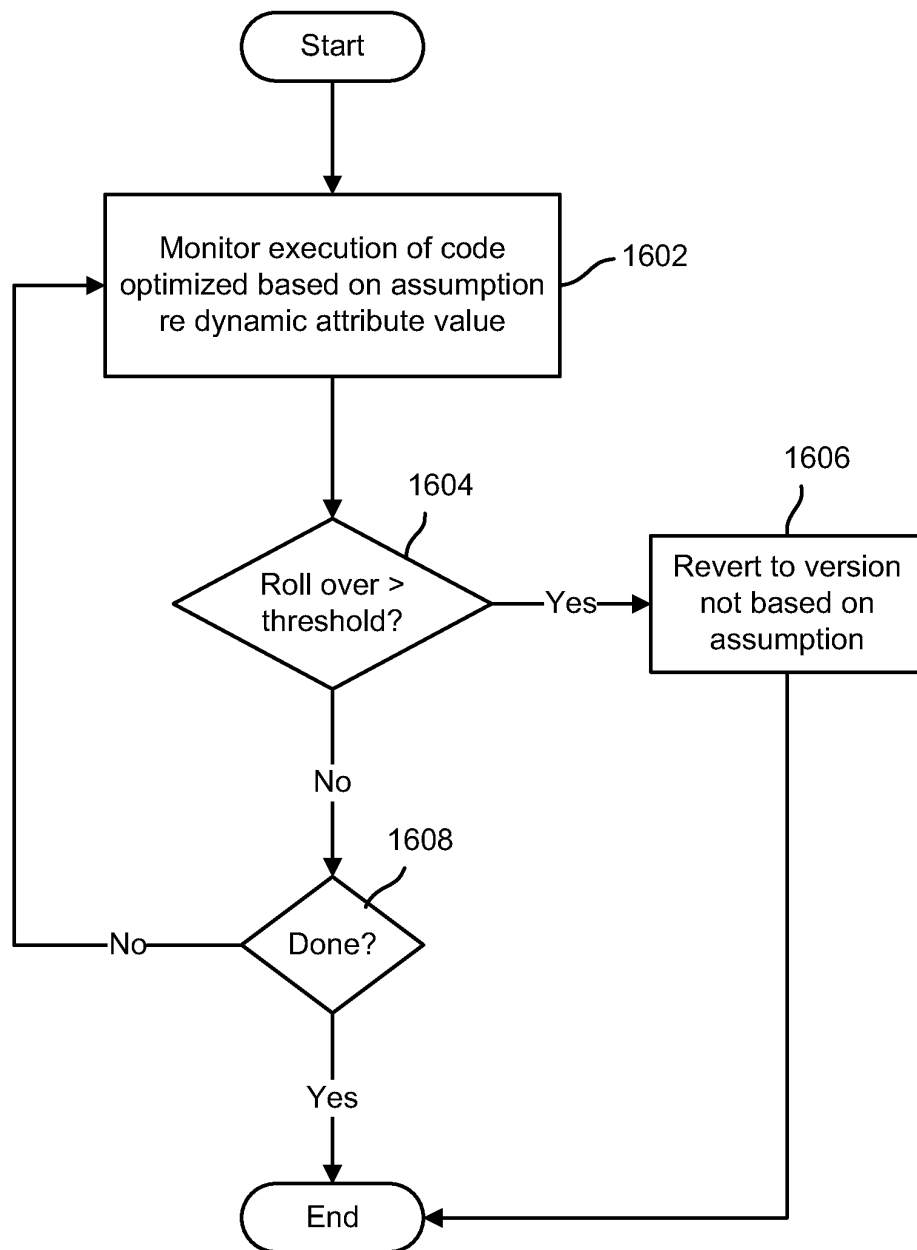 Start
Monitor execution of code
optimized based on assumption
re dynamic attribute value
1602
1604
Roll over >
threshold?
Yes
1606
Revert to version
not based on
assumption
No
1608
Done?
No
Yes
End